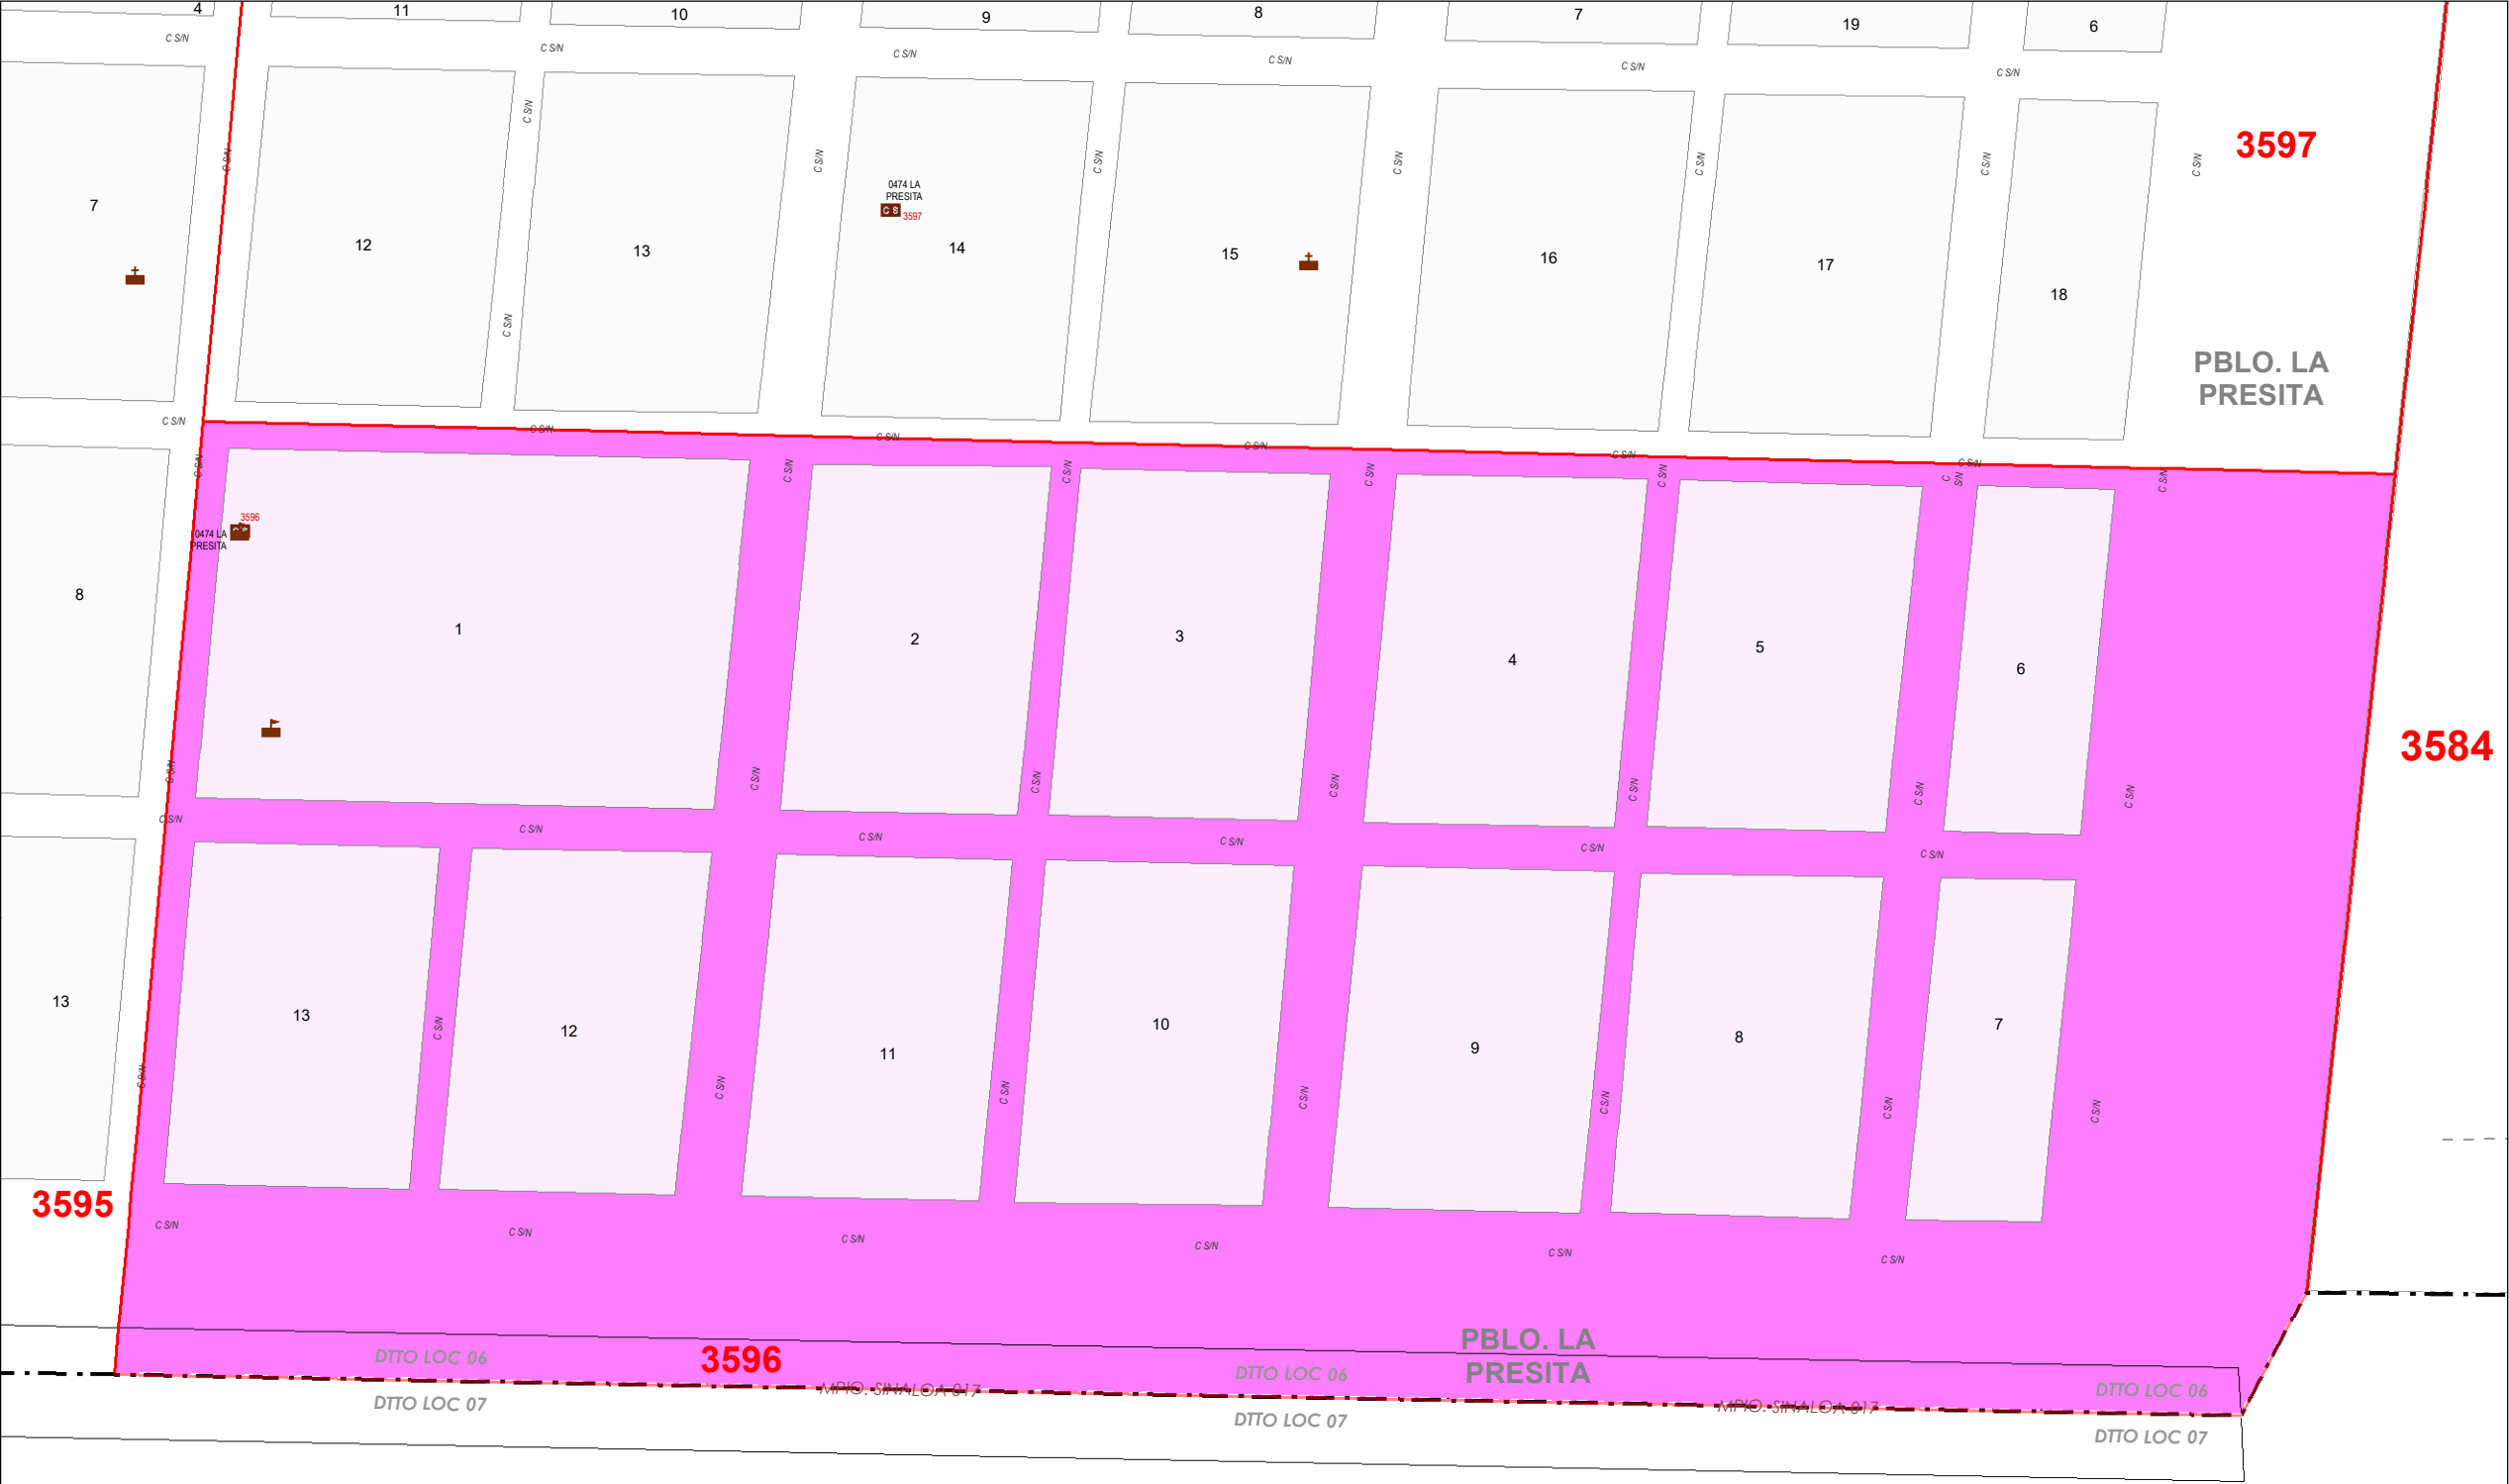 4
11
10
9
8
7
19
6
C S/N
C S/N
C S/N
C S/N
C S/N
C S/N
C S/N
C S/N
C S/N
C S/N
C S/N
C S/N
C S/N
C S/N
3597
0474 LA
PRESITA
C S
3597
7
12
13
14
15
16
17
18
C S/N
PBLO. LA
PRESITA
C S/N
C S/N
C S/N
C S/N
C S/N
C S/N
C S/N
C S/N
C S/N
C S/N
C S/N
C S/N
C S/N
3596
0474 LA
PRESITA
8
1
2
3
4
5
6
3584
C S/N
C S/N
C S/N
C S/N
C S/N
C S/N
C S/N
C S/N
C S/N
C S/N
C S/N
C S/N
C S/N
13
13
12
11
10
9
8
7
C S/N
C S/N
C S/N
C S/N
C S/N
C S/N
C S/N
C S/N
3595
C S/N
C S/N
C S/N
C S/N
C S/N
C S/N
PBLO. LA
PRESITA
DTTO LOC 06
3596
DTTO LOC 06
DTTO LOC 06
MPIO. SINALOA 017
MPIO. SINALOA 017
DTTO LOC 07
DTTO LOC 07
DTTO LOC 07